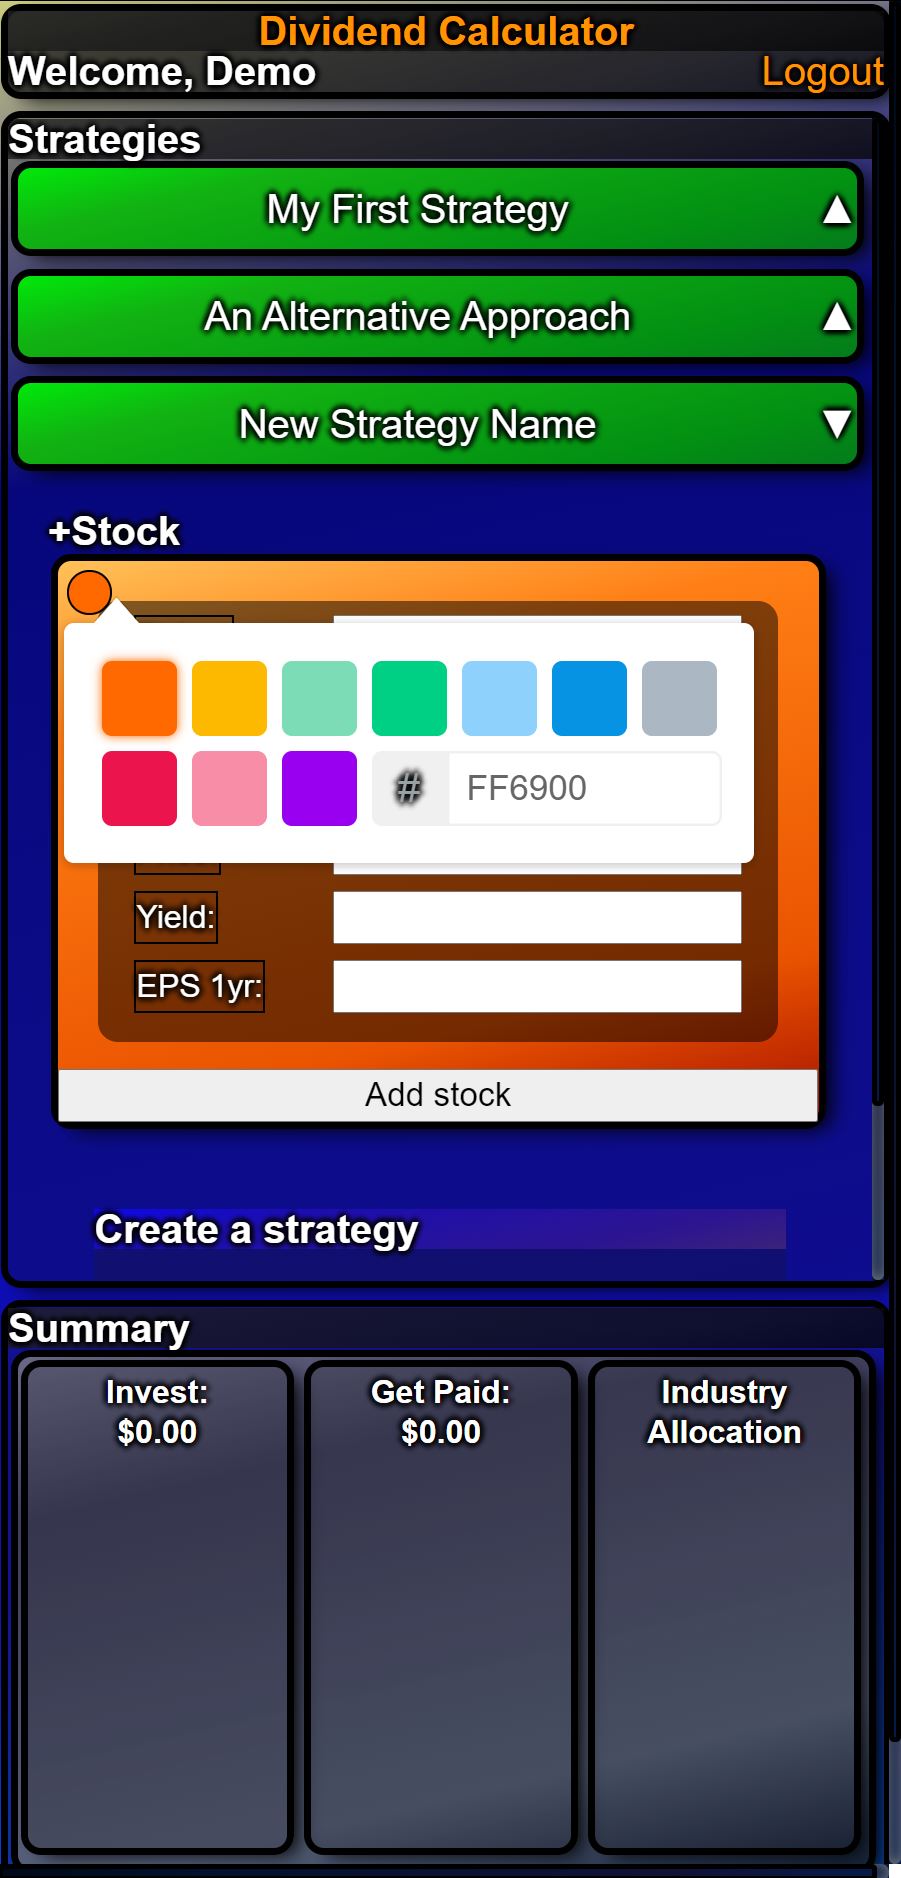 Dividend Calculator
Welcome, Demo
Logout
Strategies
My First Strategy ▲
An Alternative Approach ▲
New Strategy Name ▼
+Stock
# FF6900
Yield:
EPS 1yr:
Add stock
Create a strategy
Summary
Invest:
$0.00
Get Paid:
$0.00
Industry
Allocation